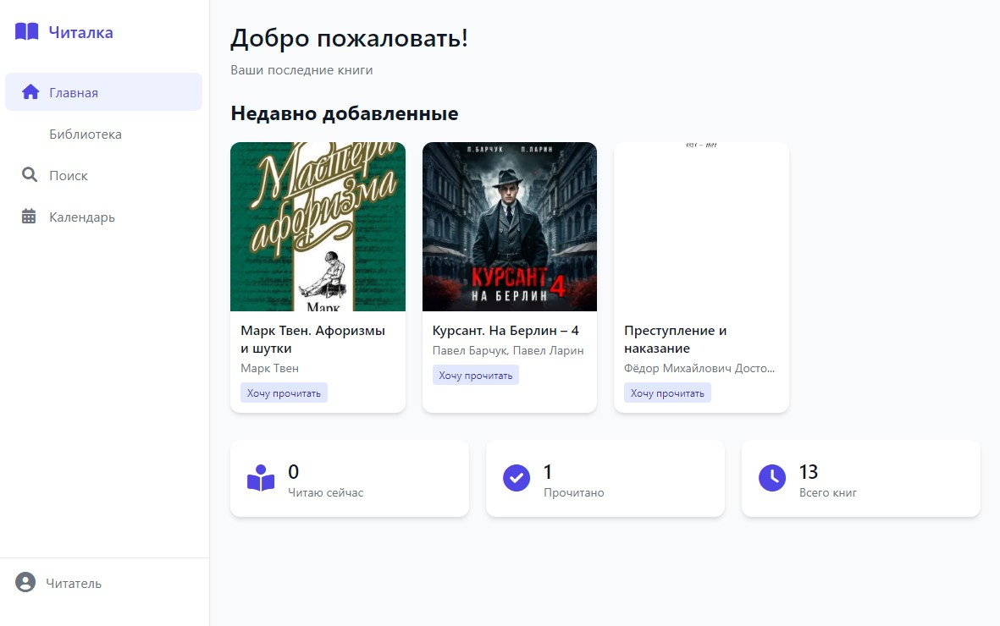 Читалка
Главная
Библиотека
Поиск
Календарь
Читатель
Добро пожаловать!
Ваши последние книги
Недавно добавленные
Мастера
афоризма
Марк
Марк Твен. Афоризмы
и шутки
Марк Твен
Хочу прочитать
П.БАРЧУК П.ЛАРИН
КУРСАНТ 4
НА БЕРЛИН
Курсант. На Берлин – 4
Павел Барчук, Павел Ларин
Хочу прочитать
1821 — 1881
Преступление и
наказание
Фёдор Михайлович Досто...
Хочу прочитать
0
Читаю сейчас
1
Прочитано
13
Всего книг